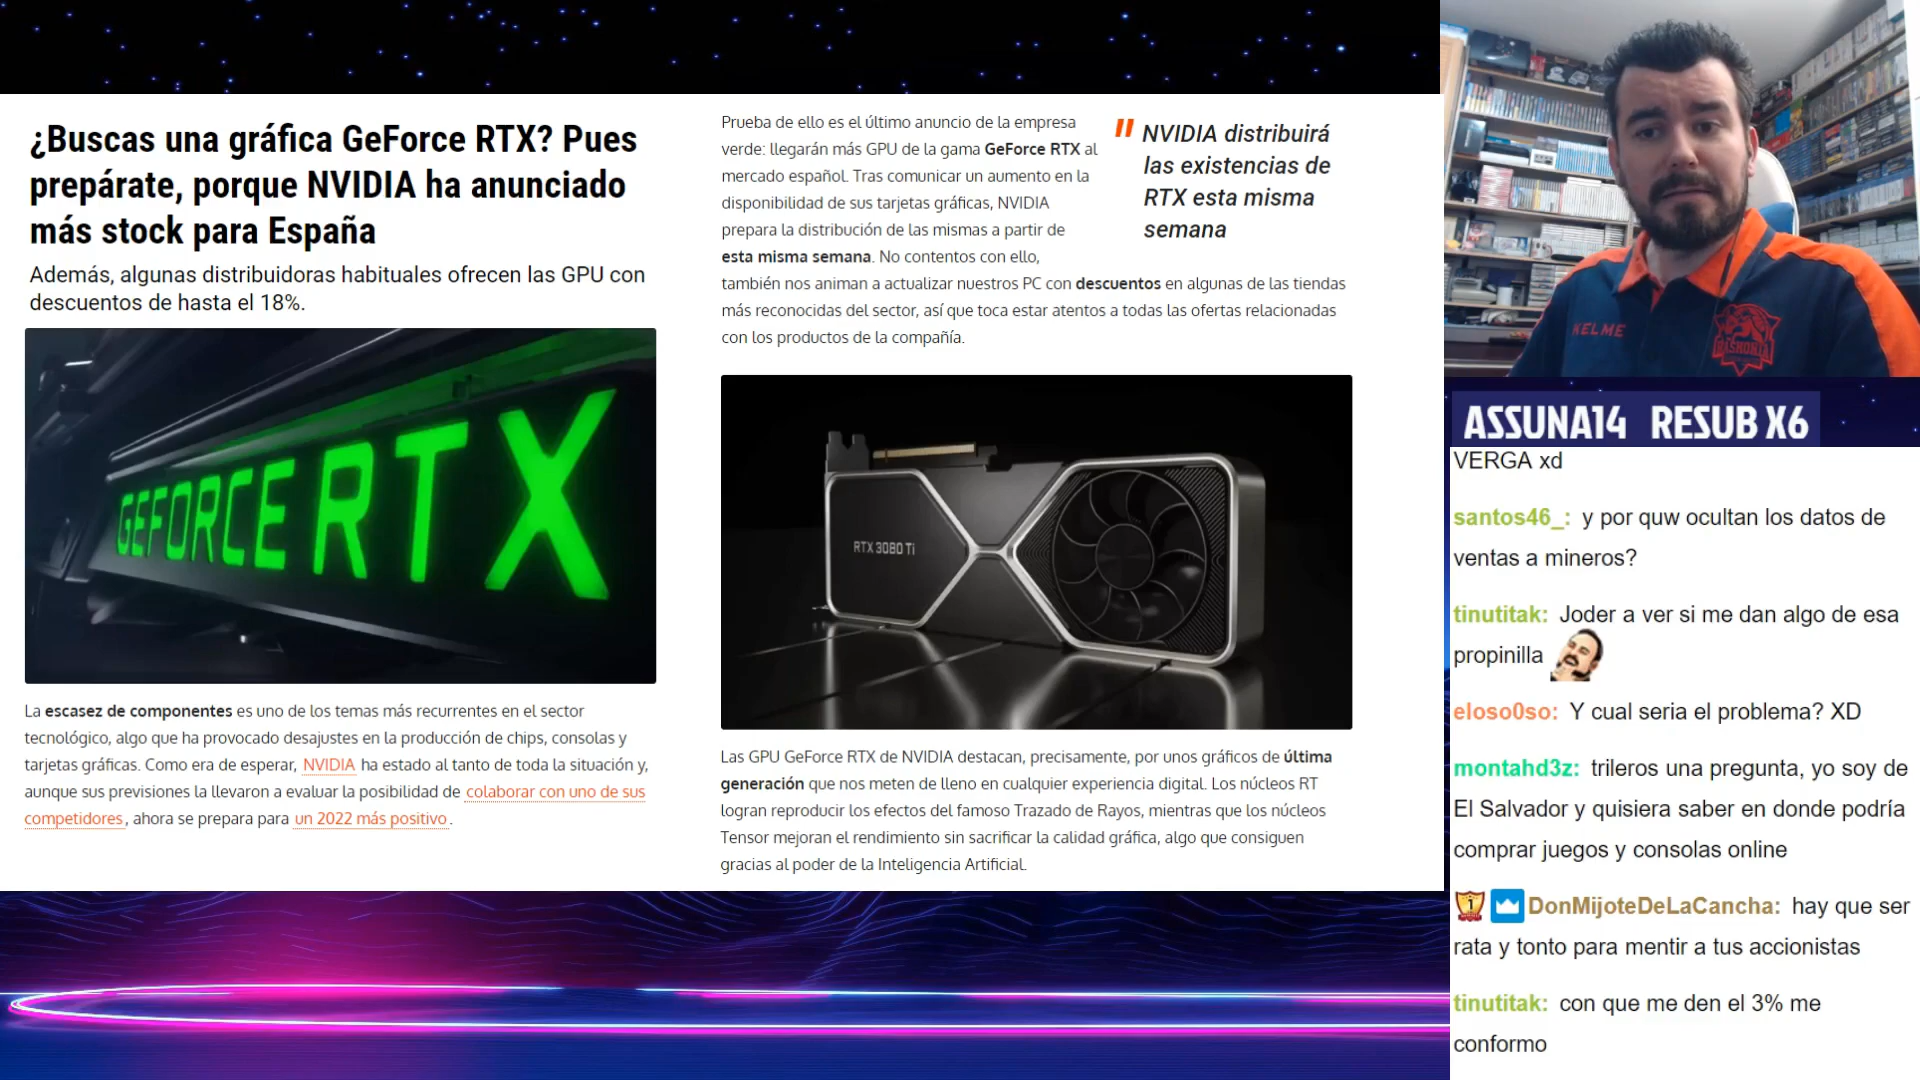 ¿Buscas una gráfica GeForce RTX? Pues
prepárate, porque NVIDIA ha anunciado
más stock para España
Además, algunas distribuidoras habituales ofrecen las GPU con
descuentos de hasta el 18%.
GEFORCE RTX
La escasez de componentes es uno de los temas más recurrentes en el sector
tecnológico, algo que ha provocado desajustes en la producción de chips, consolas y
tarjetas gráficas. Como era de esperar, NVIDIA ha estado al tanto de toda la situación y,
aunque sus previsiones la llevaron a evaluar la posibilidad de colaborar con uno de sus
competidores, ahora se prepara para un 2022 más positivo.
Prueba de ello es el último anuncio de la empresa
verde: llegarán más GPU de la gama GeForce RTX al
mercado español. Tras comunicar un aumento en la
disponibilidad de sus tarjetas gráficas, NVIDIA
prepara la distribución de las mismas a partir de
esta misma semana. No contentos con ello,
también nos animan a actualizar nuestros PC con descuentos en algunas de las tiendas
más reconocidas del sector, así que toca estar atentos a todas las ofertas relacionadas
con los productos de la compañía.
" NVIDIA distribuirá
las existencias de
RTX esta misma
semana
RTX 3080 Ti
Las GPU GeForce RTX de NVIDIA destacan, precisamente, por unos gráficos de última
generación que nos meten de lleno en cualquier experiencia digital. Los núcleos RT
logran reproducir los efectos del famoso Trazado de Rayos, mientras que los núcleos
Tensor mejoran el rendimiento sin sacrificar la calidad gráfica, algo que consiguen
gracias al poder de la Inteligencia Artificial.
KELME
BASKONIA
ASSUNA14 RESUB X6
VERGA xd
santos46_: y por quw ocultan los datos de
ventas a mineros?
tinutitak: Joder a ver si me dan algo de esa
propinilla
eloso0so: Y cual seria el problema? XD
montahd3z: trileros una pregunta, yo soy de
El Salvador y quisiera saber en donde podría
comprar juegos y consolas online
1 DonMijoteDeLaCancha: hay que ser
rata y tonto para mentir a tus accionistas
tinutitak: con que me den el 3% me
conformo